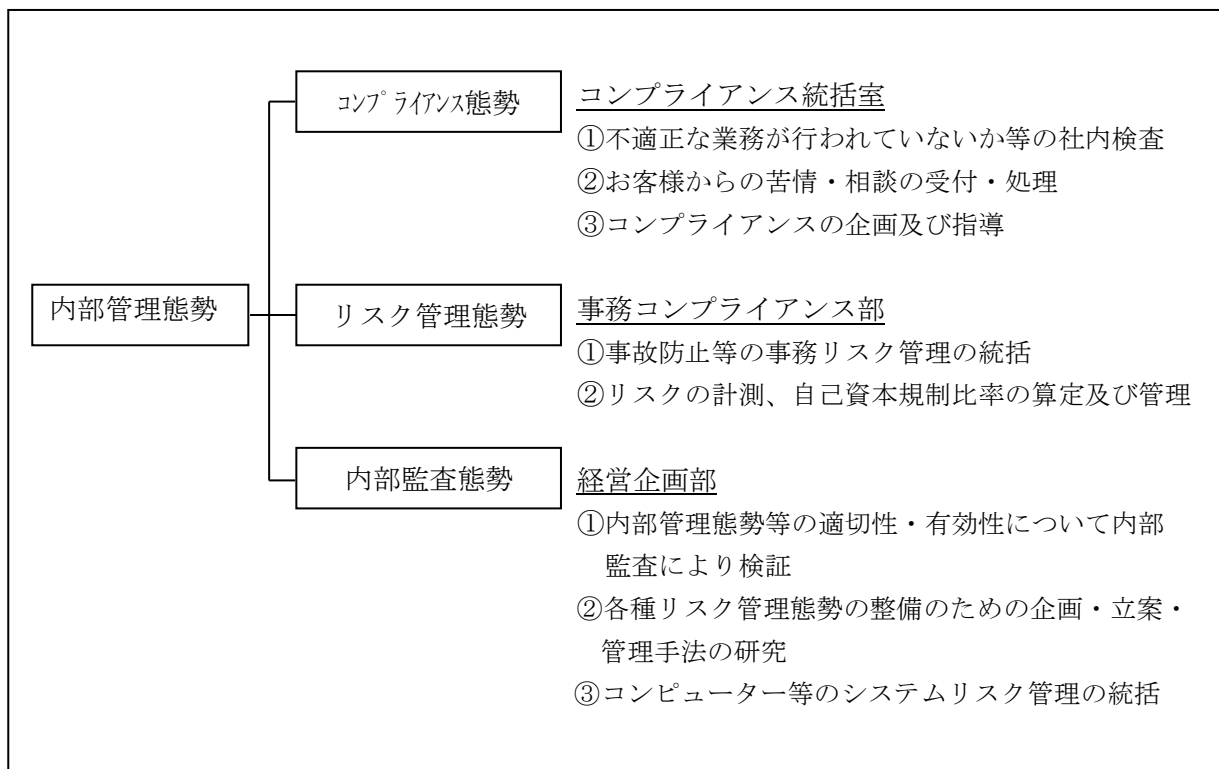 コンプライアンス態勢
コンプライアンス統括室
①不適正な業務が行われていないか等の社内検査
②お客様からの苦情・相談の受付・処理
③コンプライアンスの企画及び指導
内部管理態勢
リスク管理態勢
事務コンプライアンス部
①事故防止等の事務リスク管理の統括
②リスクの計測、自己資本規制比率の算定及び管理
内部監査態勢
経営企画部
①内部管理態勢等の適切性・有効性について内部
監査により検証
②各種リスク管理態勢の整備のための企画・立案・
管理手法の研究
③コンピューター等のシステムリスク管理の統括